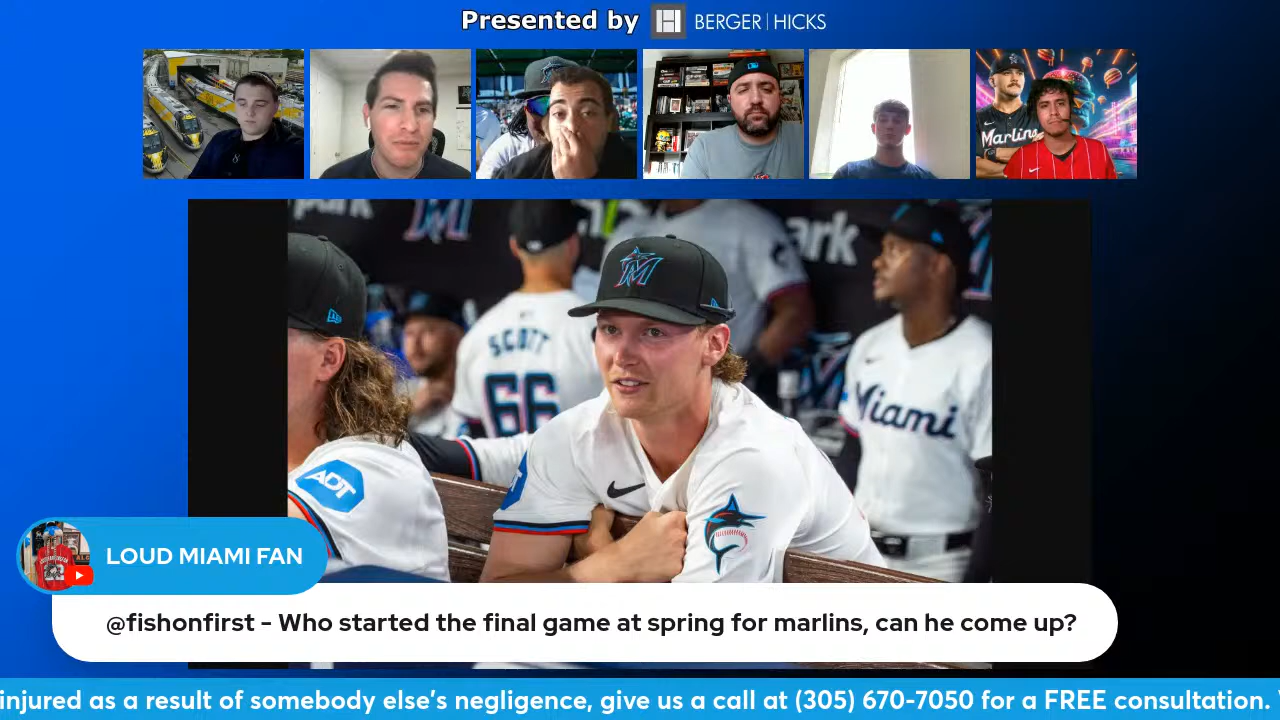 Presented by BERGER | HICKS
Marlins
SCOTT
66
Miami
ADT
LOUD MIAMI FAN
@fishonfirst - Who started the final game at spring for marlins, can he come up?
injured as a result of somebody else's negligence, give us a call at (305) 670-7050 for a FREE consultation.